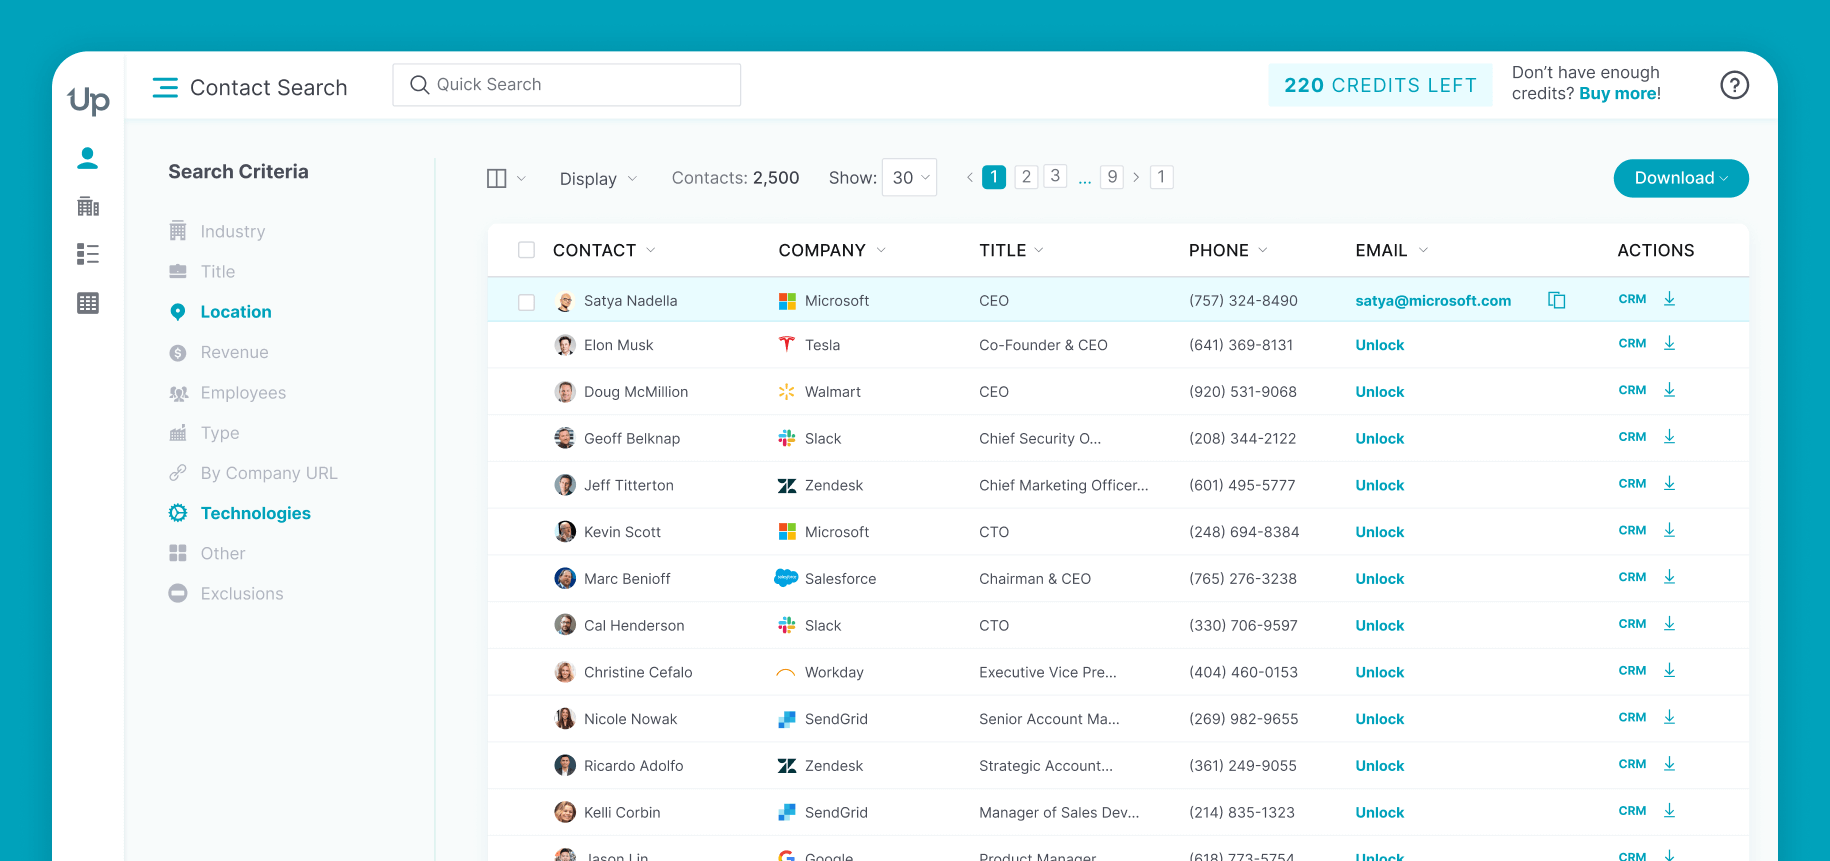 Up
Contact Search
Quick Search
220 CREDITS LEFT
Don't have enough
credits? Buy more!
?
Search Criteria
Industry
Title
Location
Revenue
Employees
Type
By Company URL
Technologies
Other
Exclusions
Display Contacts: 2,500 Show: 30 < 1 2 3 ... 9 > 1 Download
CONTACT COMPANY TITLE PHONE EMAIL ACTIONS
Satya Nadella Microsoft CEO (757) 324-8490 satya@microsoft.com CRM
Elon Musk Tesla Co-Founder & CEO (641) 369-8131 Unlock CRM
Doug McMillion Walmart CEO (920) 531-9068 Unlock CRM
Geoff Belknap Slack Chief Security O... (208) 344-2122 Unlock CRM
Jeff Titterton Zendesk Chief Marketing Officer... (601) 495-5777 Unlock CRM
Kevin Scott Microsoft CTO (248) 694-8384 Unlock CRM
Marc Benioff salesforce Salesforce Chairman & CEO (765) 276-3238 Unlock CRM
Cal Henderson Slack CTO (330) 706-9597 Unlock CRM
Christine Cefalo Workday Executive Vice Pre... (404) 460-0153 Unlock CRM
Nicole Nowak SendGrid Senior Account Ma... (269) 982-9655 Unlock CRM
Ricardo Adolfo Zendesk Strategic Account... (361) 249-9055 Unlock CRM
Kelli Corbin SendGrid Manager of Sales Dev... (214) 835-1323 Unlock CRM
Jason Lin Google Product Manager (618) 773-5754 Unlock CRM